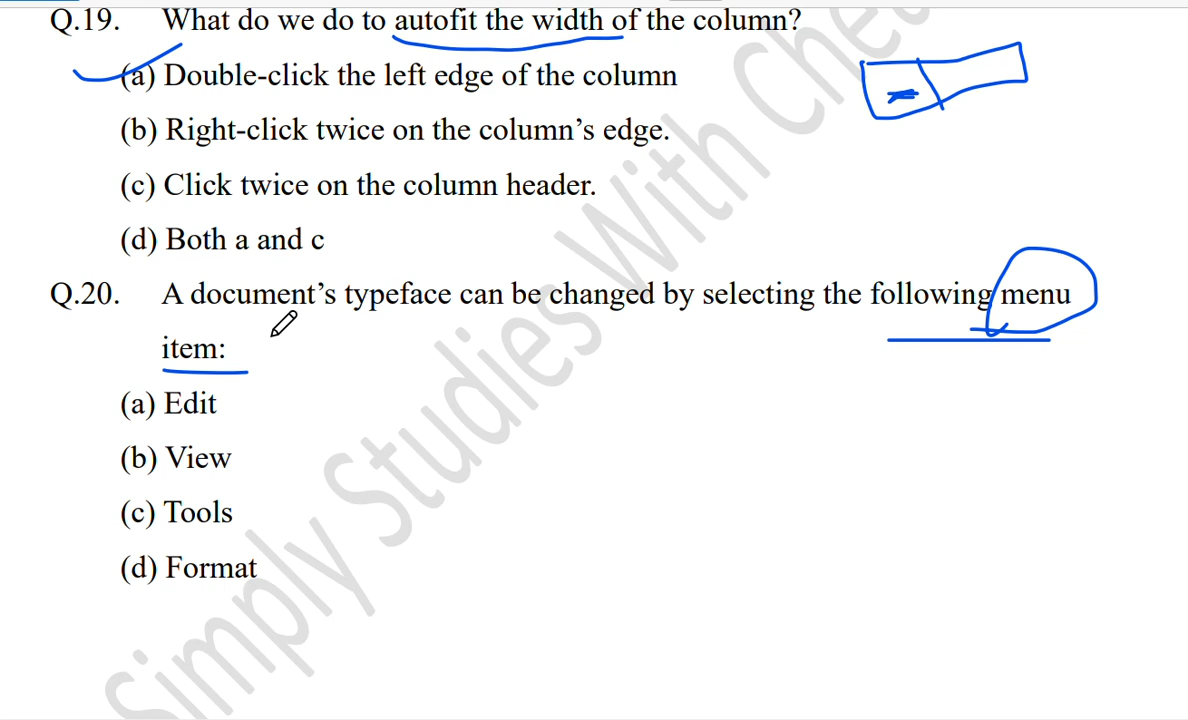 Q.19. What do we do to autofit the width of the column?
(a) Double-click the left edge of the column
(b) Right-click twice on the column’s edge.
(c) Click twice on the column header.
(d) Both a and c
Q.20. A document’s typeface can be changed by selecting the following menu
item:
(a) Edit
(b) View
(c) Tools
(d) Format
Simply Studies With